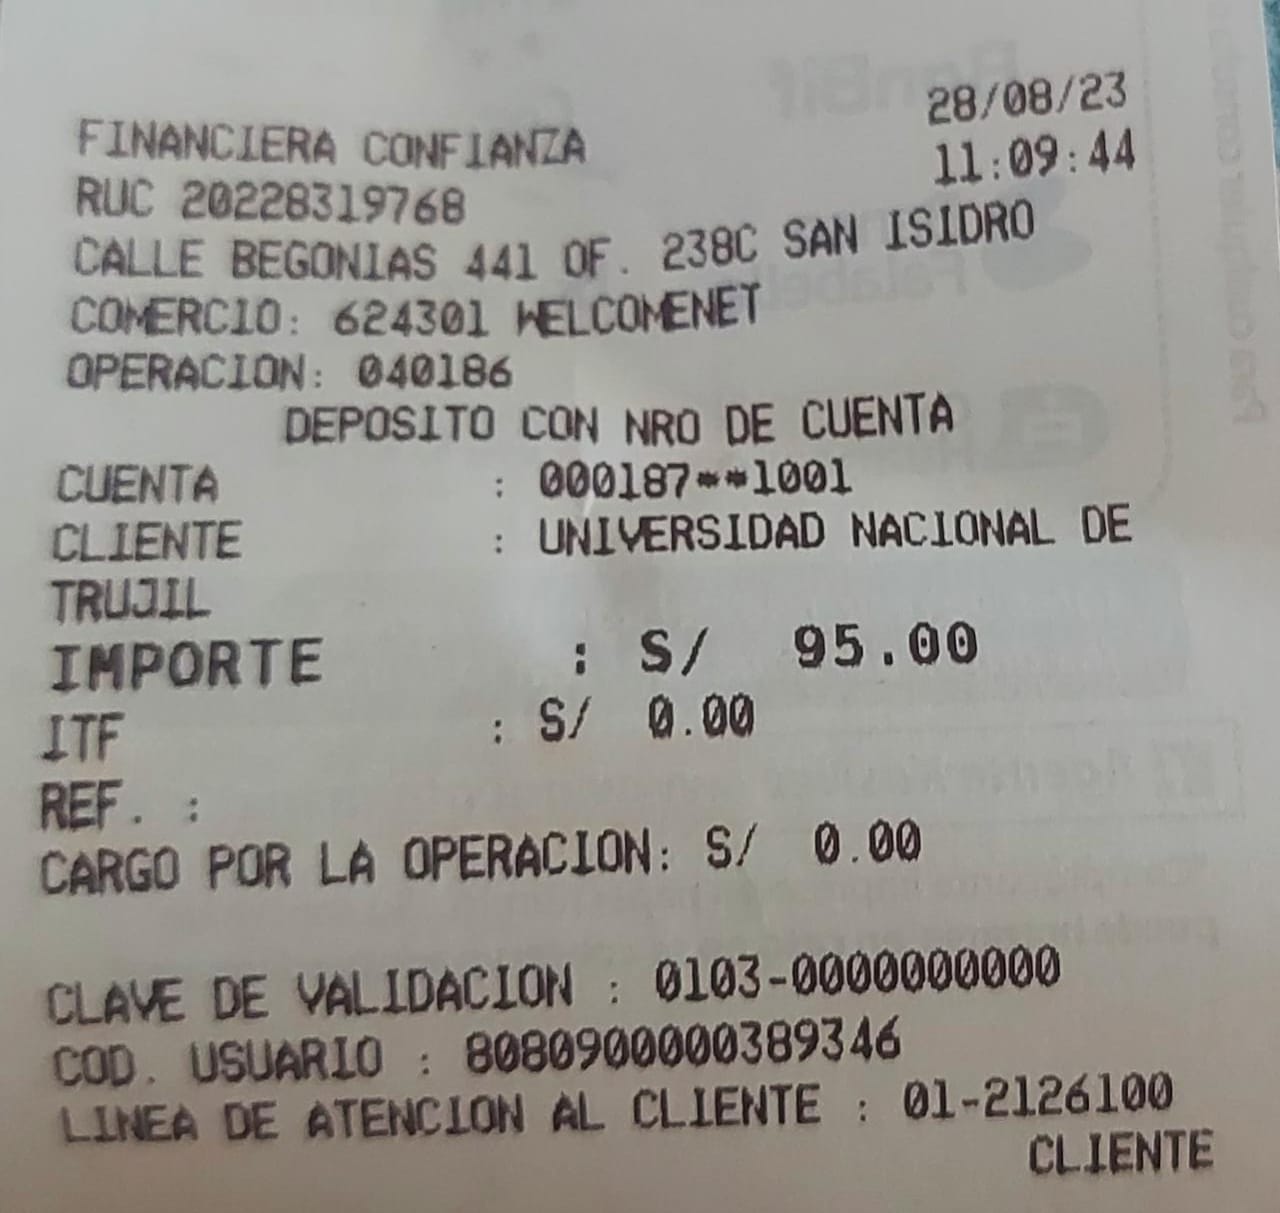 28/08/23
FINANCIERA CONFIANZA 11:09:44
RUC 20228319768
CALLE BEGONIAS 441 OF. 238C SAN ISIDRO
COMERCIO: 624301 WELCOMENET
OPERACION: 040186
DEPOSITO CON NRO DE CUENTA
CUENTA : 000187**1001
CLIENTE : UNIVERSIDAD NACIONAL DE
TRUJIL
IMPORTE : S/ 95.00
ITF : S/ 0.00
REF. :
CARGO POR LA OPERACION: S/ 0.00
CLAVE DE VALIDACION : 0103-0000000000
COD. USUARIO : 8080900000389346
LINEA DE ATENCION AL CLIENTE : 01-2126100
CLIENTE